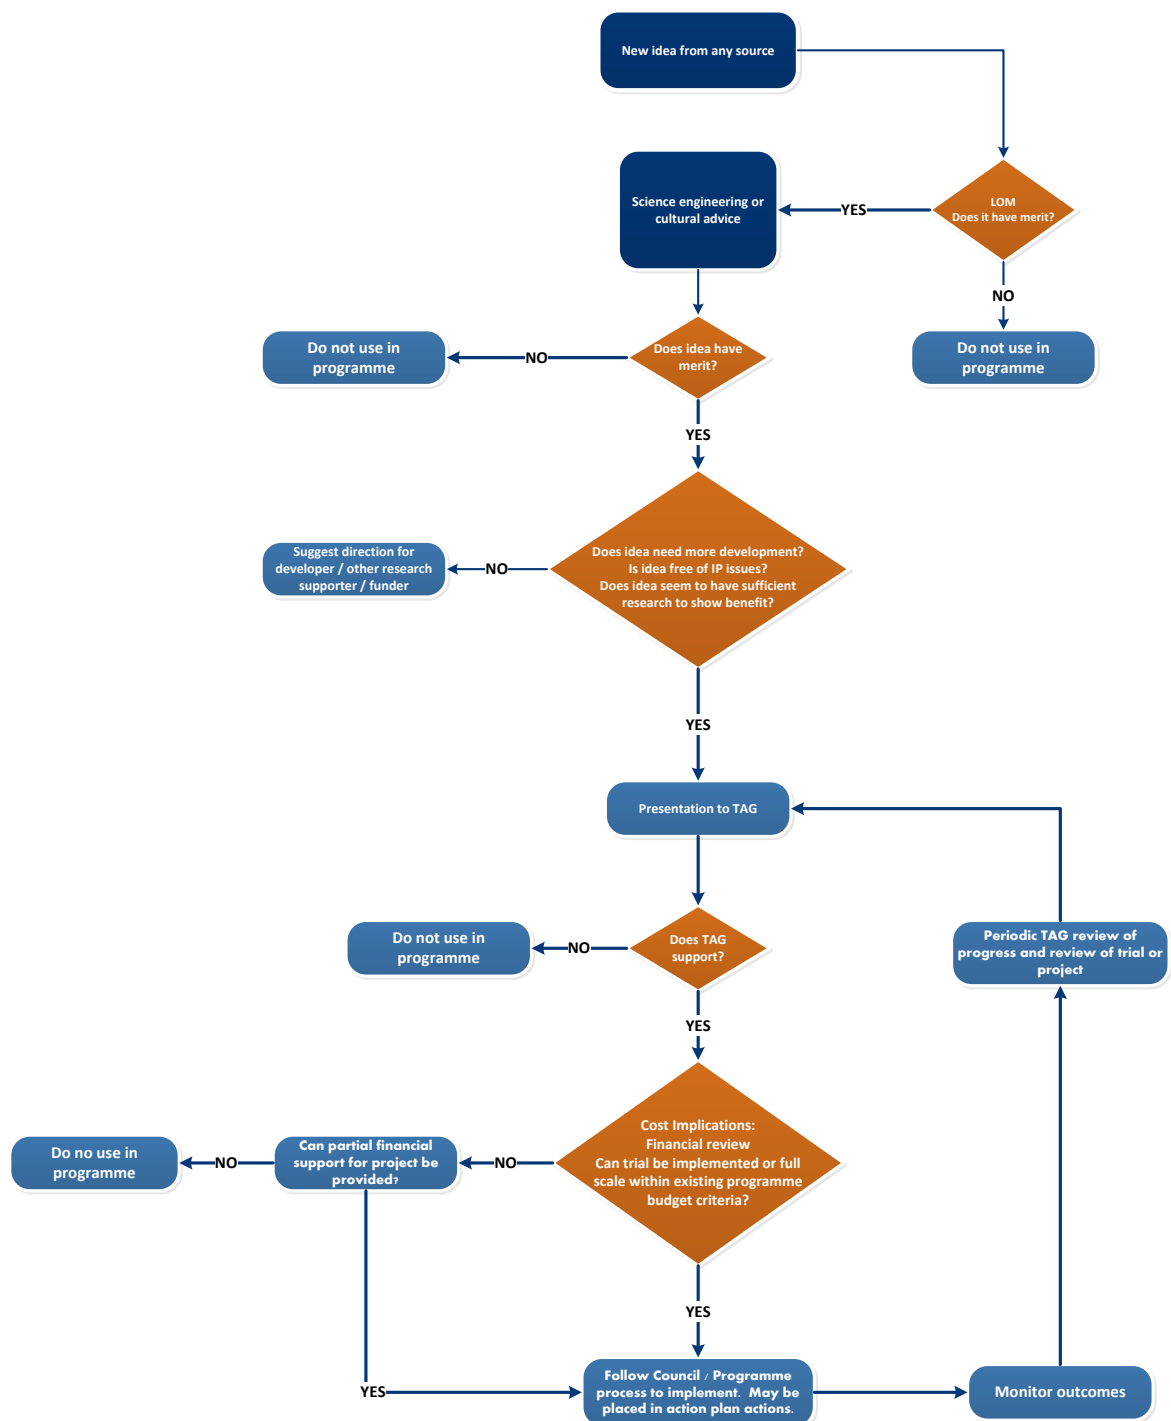 New idea from any source
LOM
Does it have merit?
YES
Science engineering or
cultural advice
NO
Do not use in
programme
Does idea have
merit?
NO
Do not use in
programme
YES
Does idea need more development?
Is idea free of IP issues?
Does idea seem to have sufficient
research to show benefit?
NO
Suggest direction for
developer / other research
supporter / funder
YES
Presentation to TAG
Does TAG
support?
NO
Do not use in
programme
Periodic TAG review of
progress and review of trial or
project
YES
Cost Implications:
Financial review
Can trial be implemented or full
scale within existing programme
budget criteria?
NO
Can partial financial
support for project be
provided?
NO
Do no use in
programme
YES
YES
Follow Council / Programme
process to implement.  May be
placed in action plan actions.
Monitor outcomes